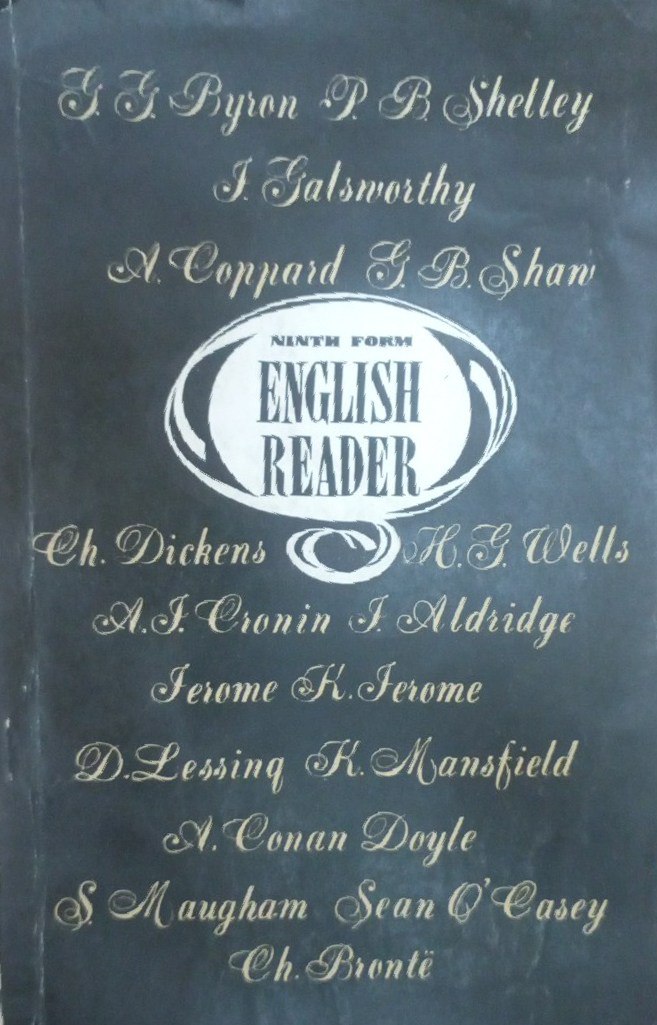 G. G. Byron P. B. Shelley
J. Galsworthy
A. Coppard G. B. Shaw
NINTH FORM
ENGLISH
READER
Ch. Dickens H. G. Wells
A. J. Cronin J. Aldridge
Jerome K. Jerome
D. Lessing K. Mansfield
A. Conan Doyle
S. Maugham Sean O'Casey
Ch. Brontë